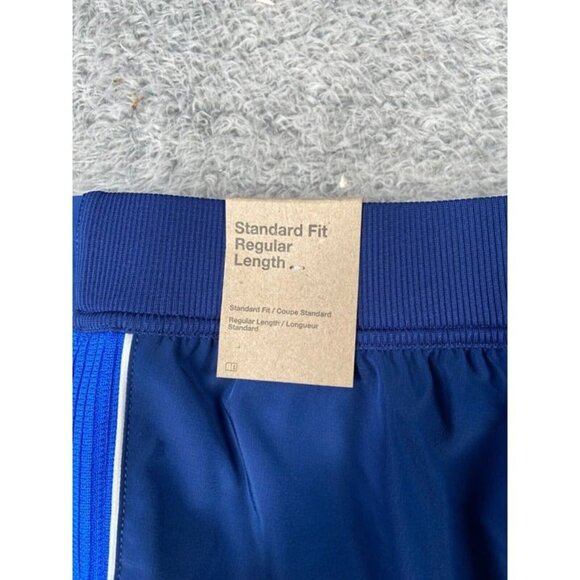 Standard Fit
Regular
Length
Standard Fit / Coupe Standard
Regular Length / Longueur
Standard